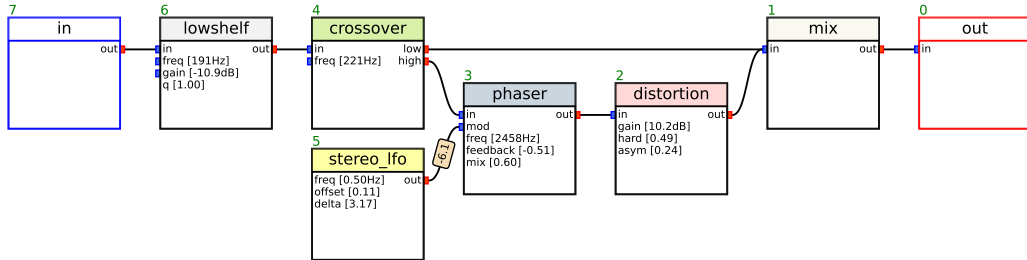 7
in
out
6
lowshelf
in
out
freq [191Hz]
gain [-10.9dB]
q [1.00]
4
crossover
in
low
freq [221Hz]
high
5
stereo_lfo
freq [0.50Hz]
out
offset [0.11]
delta [3.17]
-6.1
3
phaser
in
out
mod
freq [2458Hz]
feedback [-0.51]
mix [0.60]
2
distortion
in
out
gain [10.2dB]
hard [0.49]
asym [0.24]
1
mix
in
out
0
out
in